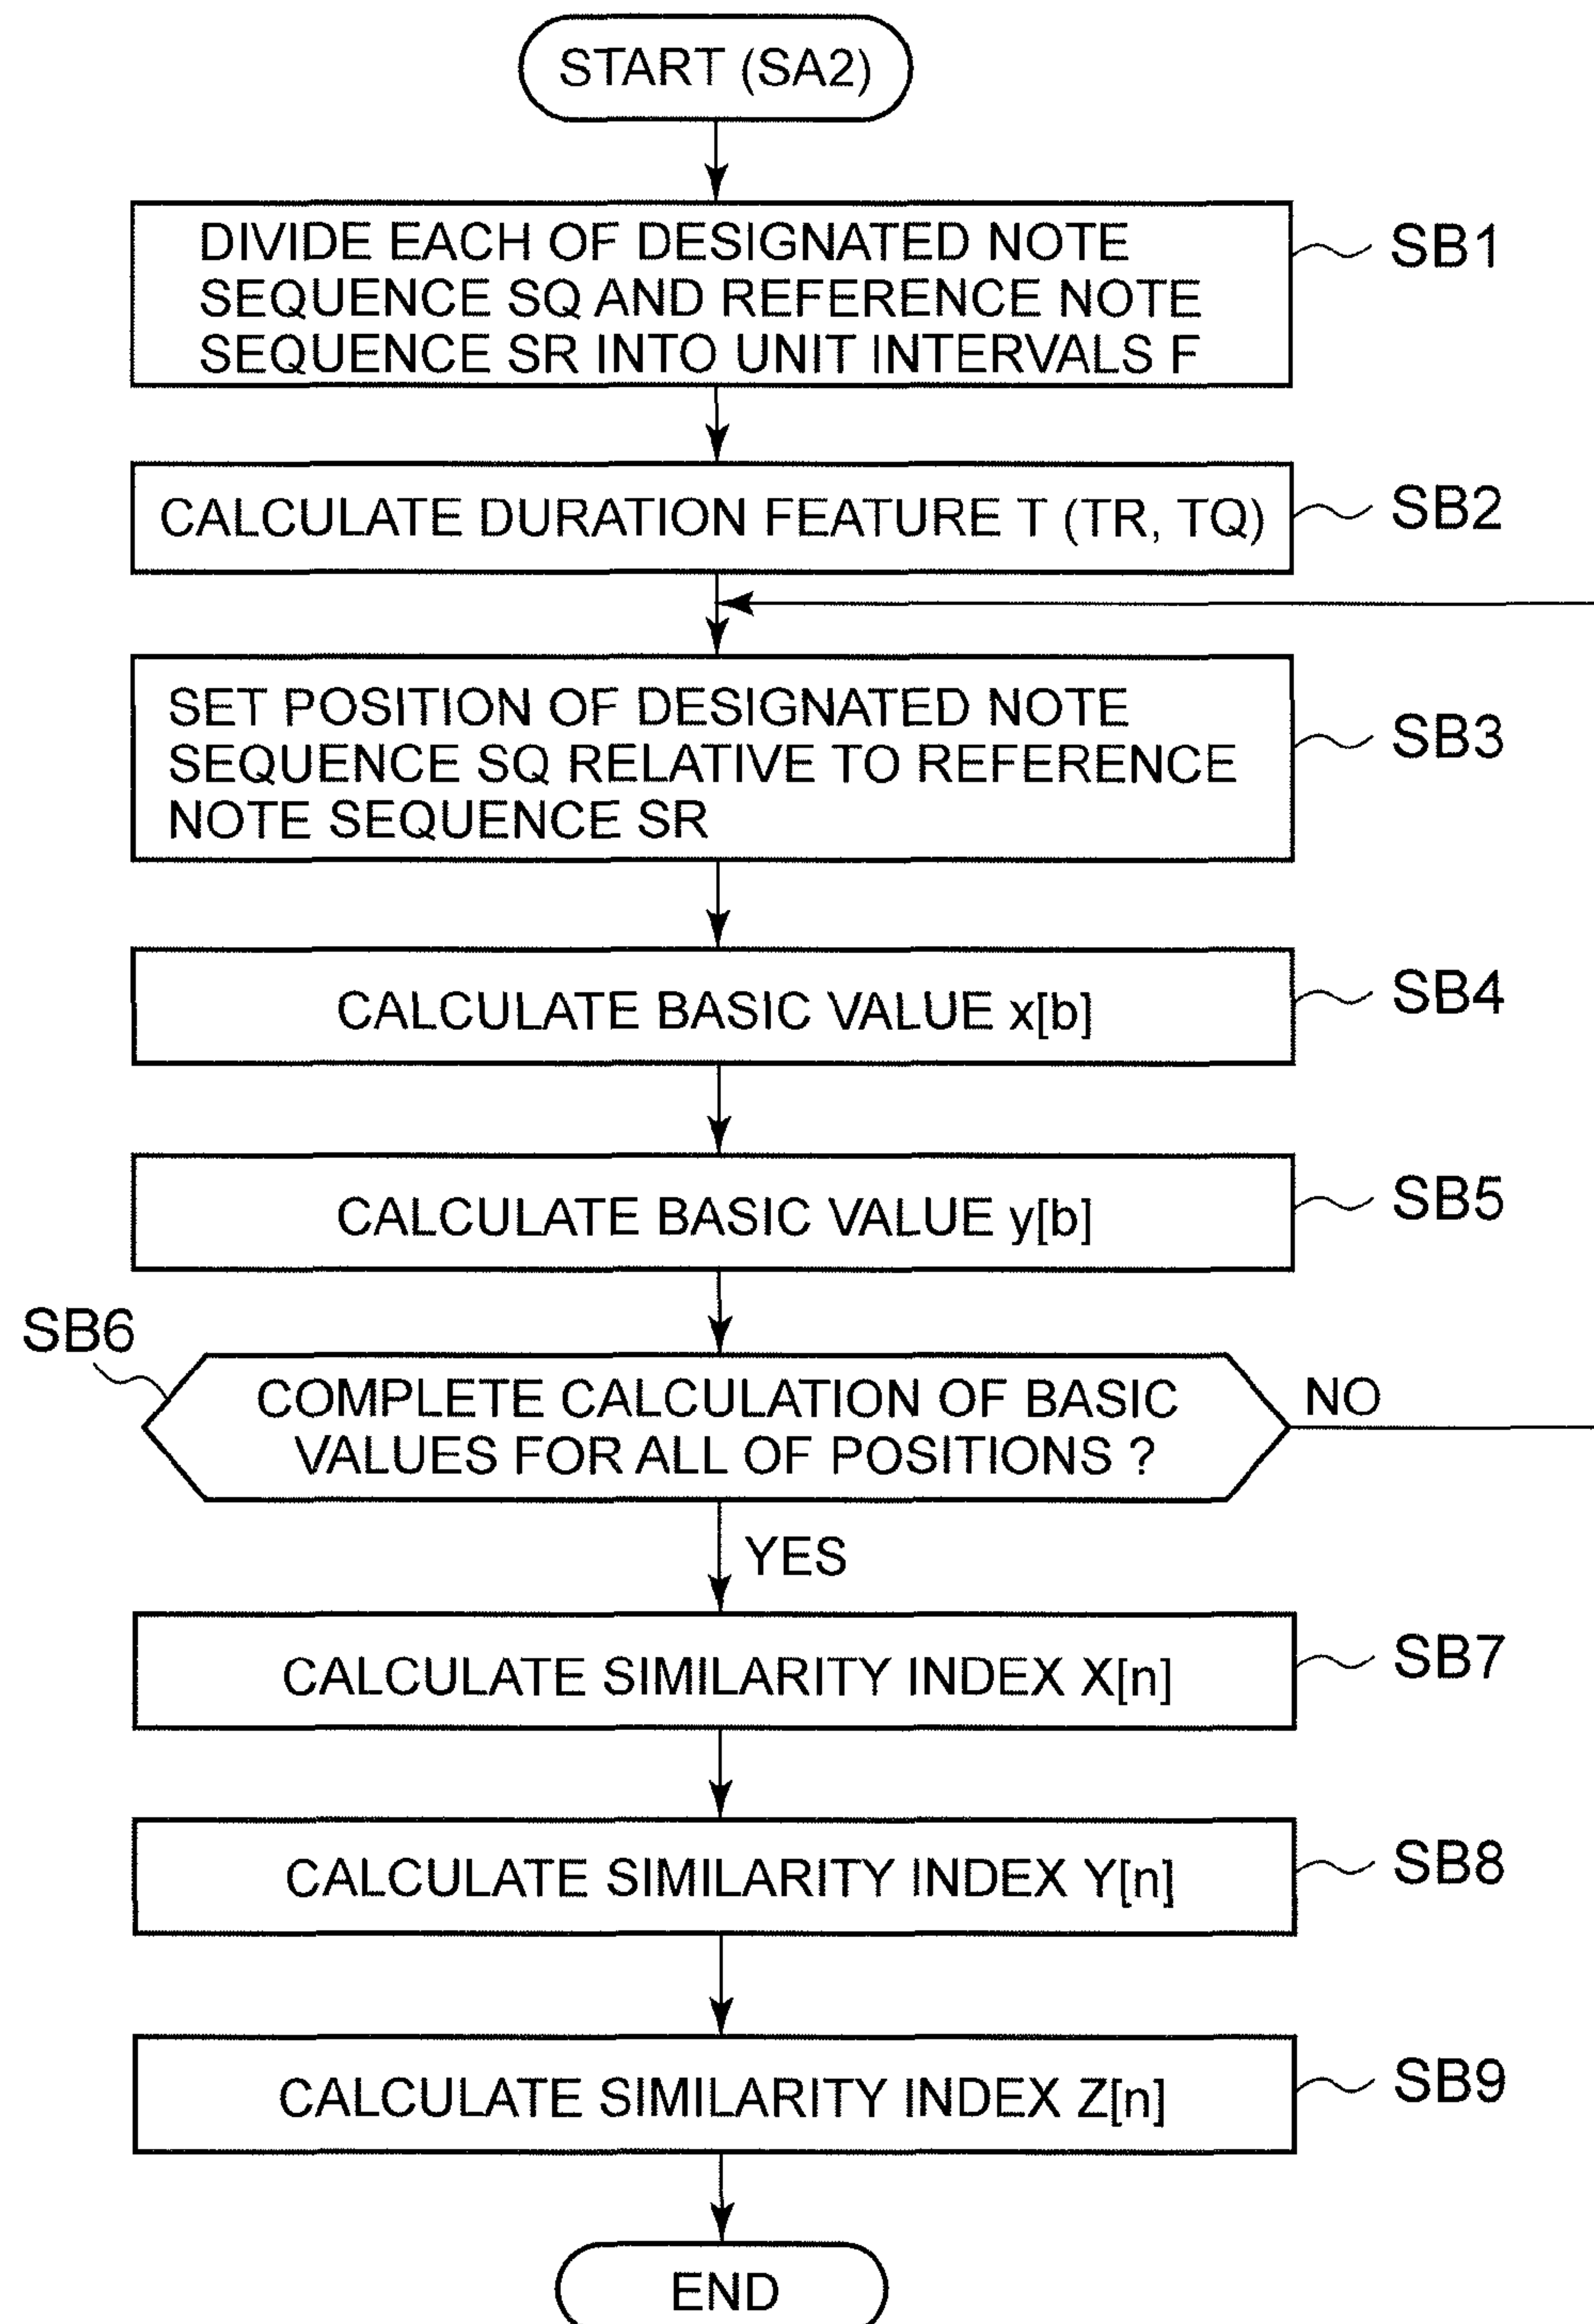 START (SA2)
DIVIDE EACH OF DESIGNATED NOTE
SEQUENCE SQ AND REFERENCE NOTE
SEQUENCE SR INTO UNIT INTERVALS F
SB1
CALCULATE DURATION FEATURE T (TR, TQ)
SB2
SET POSITION OF DESIGNATED NOTE
SEQUENCE SQ RELATIVE TO REFERENCE
NOTE SEQUENCE SR
SB3
CALCULATE BASIC VALUE x[b]
SB4
CALCULATE BASIC VALUE y[b]
SB5
SB6
COMPLETE CALCULATION OF BASIC
VALUES FOR ALL OF POSITIONS ?
NO
YES
CALCULATE SIMILARITY INDEX X[n]
SB7
CALCULATE SIMILARITY INDEX Y[n]
SB8
CALCULATE SIMILARITY INDEX Z[n]
SB9
END